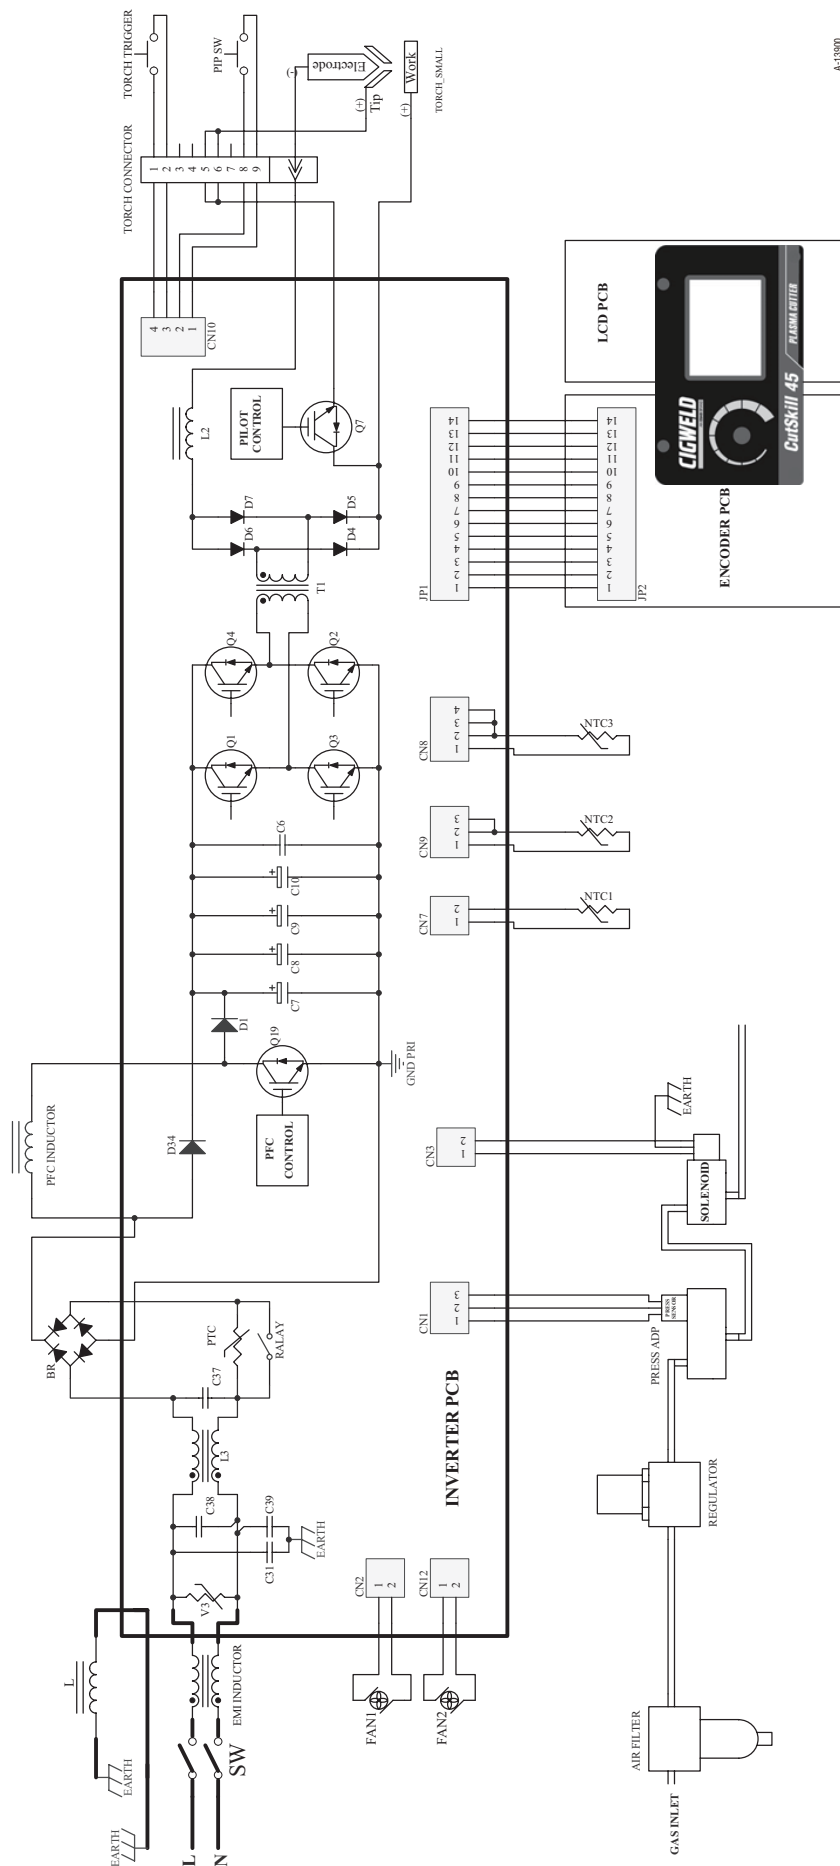 TORCH TRIGGER
PIP SW
TORCH CONNECTOR
1
2
3
4
5
6
7
8
9
(-)
Electrode
(+)
Tip
(+)
Work
TORCH_SMALL
A-13900
4
3
2
1
CN10
L2
PILOT
CONTROL
Q7
D7
D5
D6
D4
T1
Q4
Q2
Q1
Q3
C6
+
C10
+
C9
+
C8
+
C7
D1
Q19
GND PRI
PFC
CONTROL
D34
PFC INDUCTOR
BR
PTC
RALAY
C37
L3
C38
C39
C31
EARTH
V3
INVERTER PCB
L
EMI INDUCTOR
SW
EARTH
EARTH
L
N
JP1
1
2
3
4
5
6
7
8
9
10
11
12
13
14
JP2
1
2
3
4
5
6
7
8
9
10
11
12
13
14
LCD PCB
ENCODER PCB
CIGWELD
CutSkill 45
PLASMA CUTTER
CN8
1
2
3
4
NTC3
CN9
1
2
3
NTC2
CN7
1
2
NTC1
CN3
1
2
EARTH
SOLENOID
CN1
1
2
3
PRESS
SENSOR
PRESS ADP
REGULATOR
CN2
1
2
CN12
1
2
FAN1
FAN2
AIR FILTER
GAS INLET